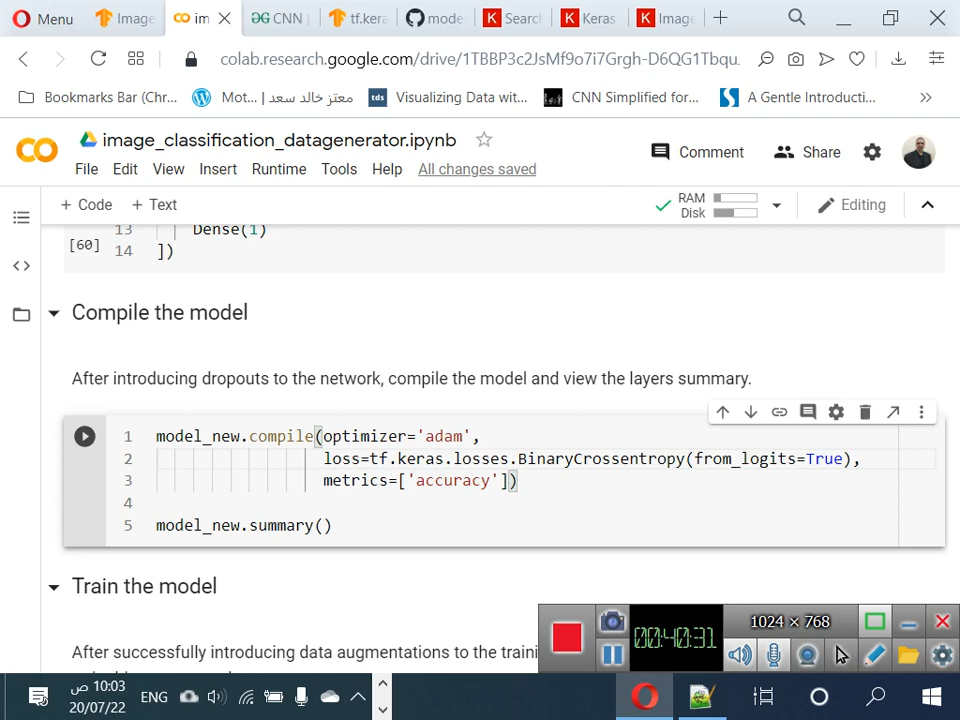 Menu
Image
im
CNN |
tf.kera
mode
Searc
Keras
Image
colab.research.google.com/drive/1TBBP3c2JsMf9o7i7Grgh-D6QG1Tbqu.
Bookmarks Bar (Chr...
Mot... | معتز خالد سعد
Visualizing Data wit...
CNN Simplified for...
A Gentle Introducti...
image_classification_datagenerator.ipynb
Comment
Share
File Edit View Insert Runtime Tools Help All changes saved
+ Code + Text
RAM
Disk
Editing
13 Dense(1)
[60]
14 ])
Compile the model
After introducing dropouts to the network, compile the model and view the layers summary.
1 model_new.compile(optimizer='adam',
2 loss=tf.keras.losses.BinaryCrossentropy(from_logits=True),
3 metrics=['accuracy'])
4
5 model_new.summary()
Train the model
After successfully introducing data augmentations to the traini
00:40:31
1024 × 768
10:03 ص
20/07/22
ENG